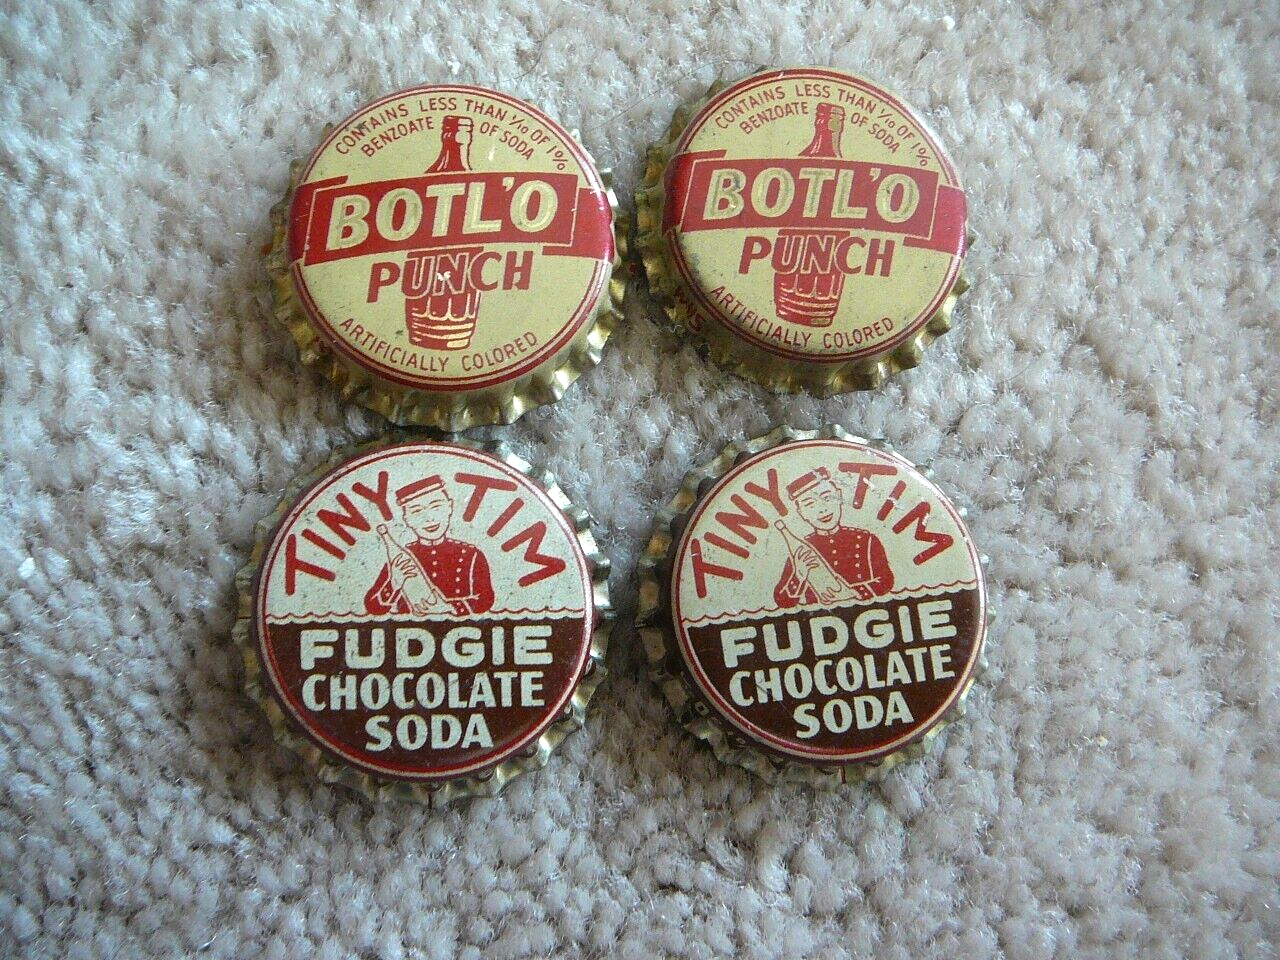 CONTAINS LESS THAN 1/10 OF 1%
BENZOATE OF SODA
BOTL'O
PUNCH
ARTIFICIALLY COLORED
CONTAINS LESS THAN 1/10 OF 1%
BENZOATE OF SODA
BOTL'O
PUNCH
ARTIFICIALLY COLORED
TINY TIM
FUDGIE
CHOCOLATE
SODA
TINY TIM
FUDGIE
CHOCOLATE
SODA